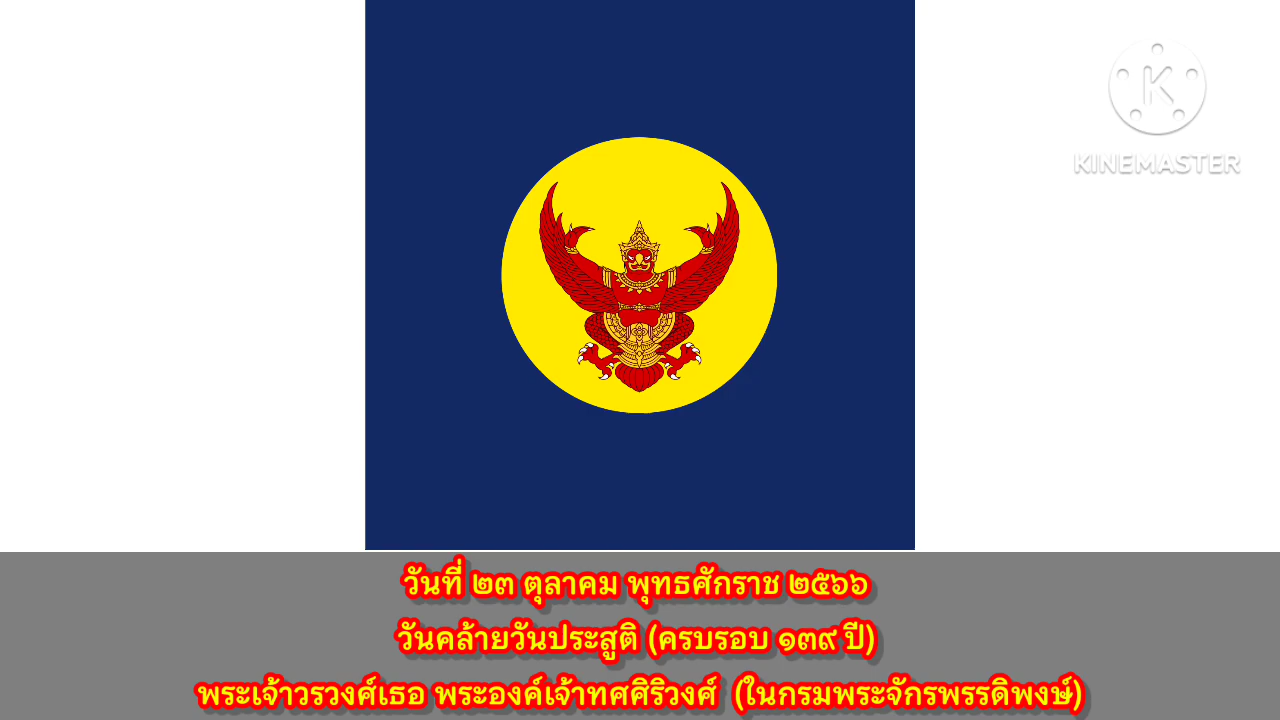 KINEMASTER
วันที่ ๒๓ ตุลาคม พุทธศักราช ๒๕๖๖
วันคล้ายวันประสูติ (ครบรอบ ๑๓๙ ปี)
พระเจ้าวรวงศ์เธอ พระองค์เจ้าทศศิริวงศ์ (ในกรมพระจักรพรรดิพงษ์)